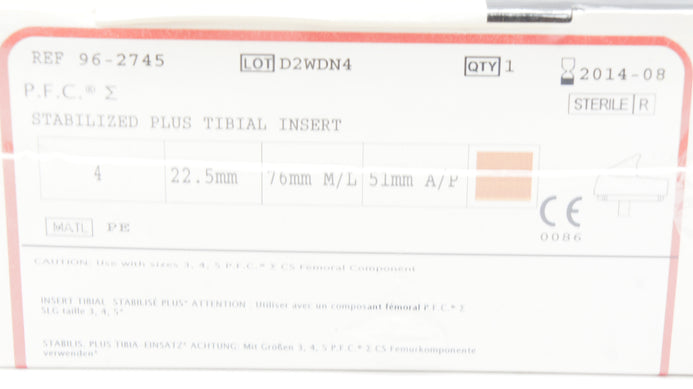 REF 96-2745 LOT D2WDN4 QTY 1 2014-08
P.F.C.® Σ STERILE R
STABILIZED PLUS TIBIAL INSERT
4 22.5mm 76mm M/L 51mm A/P
MATL PE CE
0086
CAUTION: Use with sizes 3, 4, 5 P.F.C.® Σ CS Femoral Component
INSERT TIBIAL STABILISÉ PLUS* ATTENTION : Utiliser avec un composant fémoral P.F.C.® Σ
SLG taille 3, 4, 5*
STABILIS. PLUS TIBIA-EINSATZ* ACHTUNG: Mit Größen 3, 4, 5 P.F.C.® Σ CS Femurkomponente
verwenden*